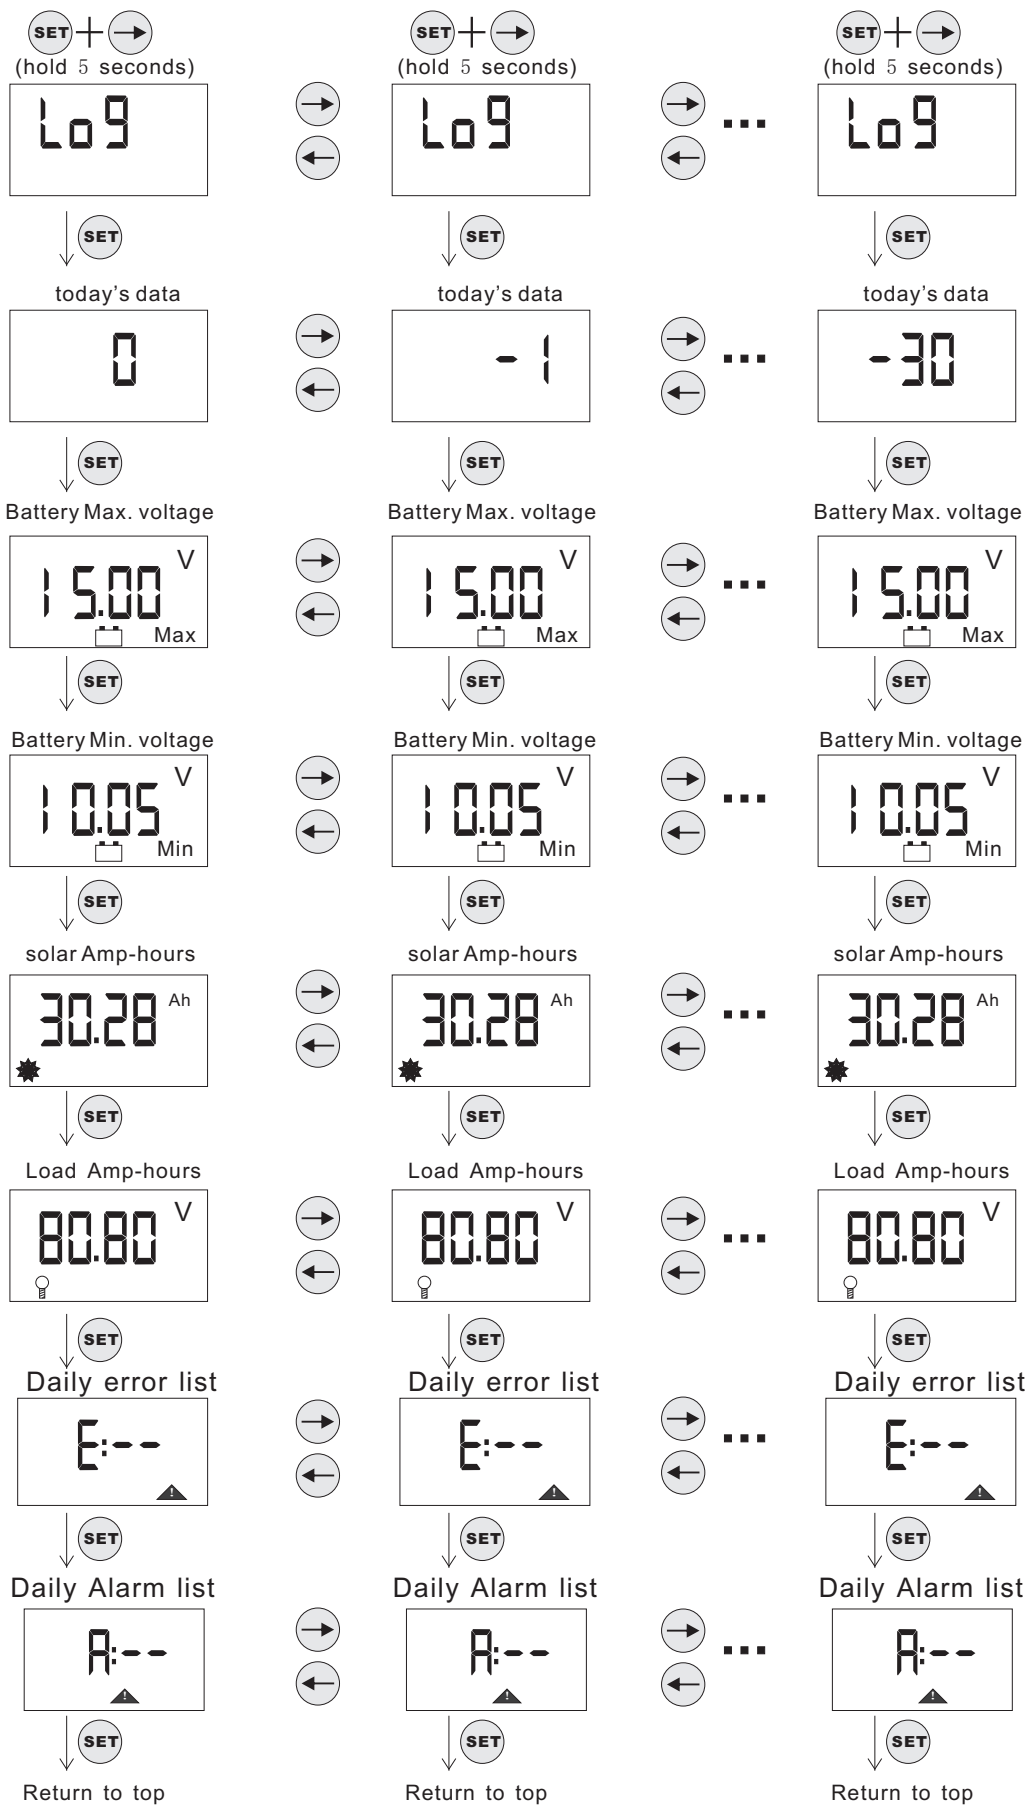 SET + → SET + → SET + →
(hold 5 seconds) (hold 5 seconds) (hold 5 seconds)
Log → Log → ... Log
← ←
SET SET SET
today's data today's data today's data
0 → -1 → ... -30
← ←
SET SET SET
Battery Max. voltage Battery Max. voltage Battery Max. voltage
15.00 V → 15.00 V → ... 15.00 V
Max ← Max ← Max
SET SET SET
Battery Min. voltage Battery Min. voltage Battery Min. voltage
10.05 V → 10.05 V → ... 10.05 V
Min ← Min ← Min
SET SET SET
solar Amp-hours solar Amp-hours solar Amp-hours
30.28 Ah → 30.28 Ah → ... 30.28 Ah
← ←
SET SET SET
Load Amp-hours Load Amp-hours Load Amp-hours
80.80 V → 80.80 V → ... 80.80 V
← ←
SET SET SET
Daily error list Daily error list Daily error list
E:-- → E:-- → ... E:--
! ← ! ← !
SET SET SET
Daily Alarm list Daily Alarm list Daily Alarm list
A:-- → A:-- → ... A:--
! ← ! ← !
SET SET SET
Return to top Return to top Return to top